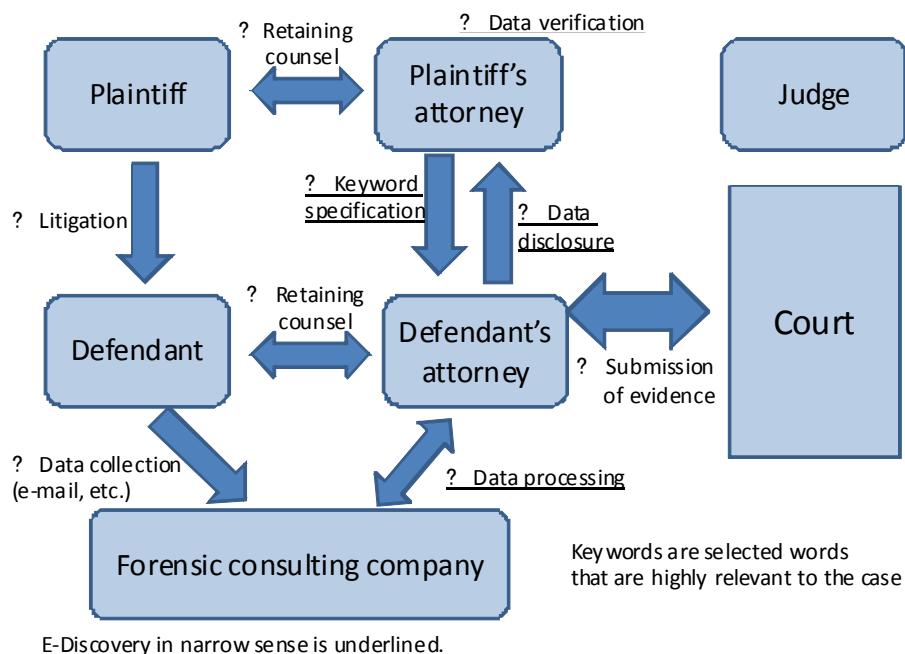 ? Data verification
? Retaining
counsel
Plaintiff
Plaintiff's
attorney
Judge
? Keyword
specification
? Litigation
? Data
disclosure
? Retaining
counsel
Defendant
Defendant's
attorney
Court
? Submission
of evidence
? Data collection
(e-mail, etc.)
? Data processing
Forensic consulting company
Keywords are selected words
that are highly relevant to the case
E-Discovery in narrow sense is underlined.